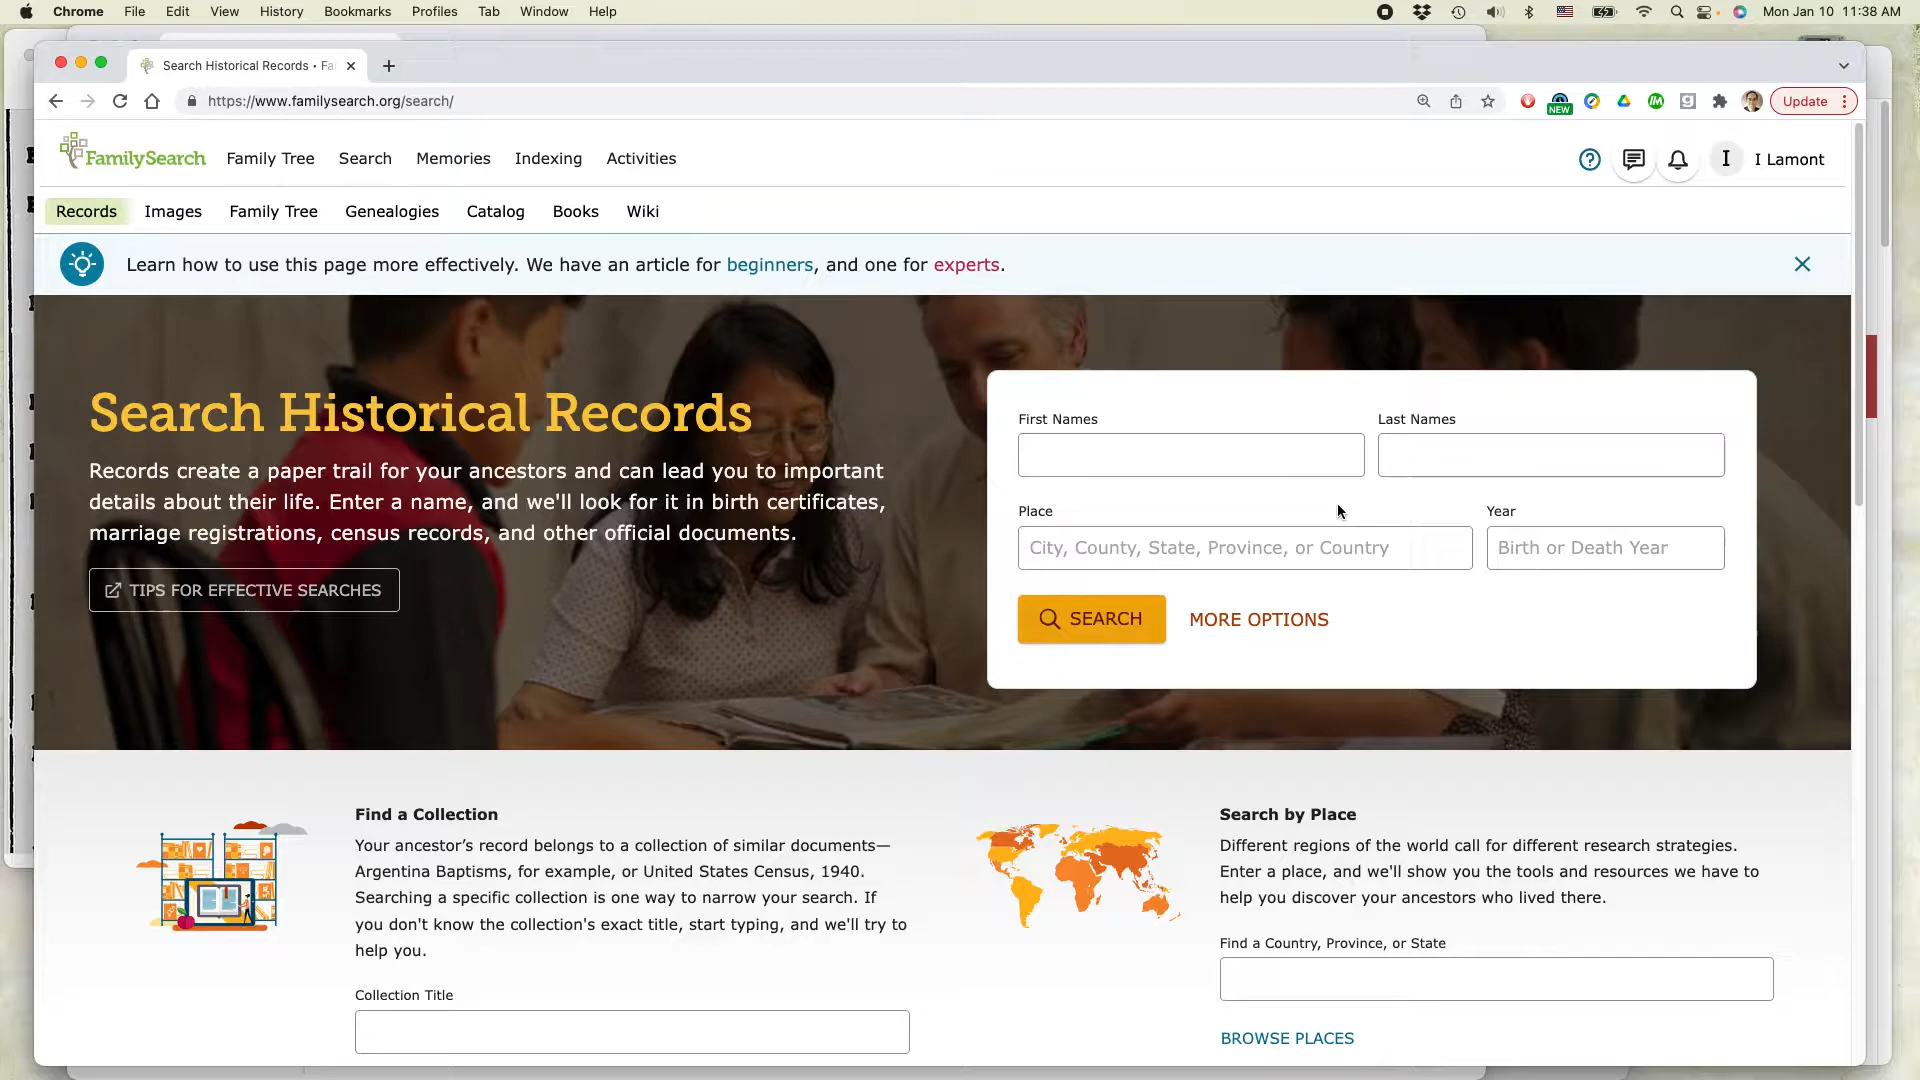 Chrome File Edit View History Bookmarks Profiles Tab Window Help Mon Jan 10 11:38 AM
Search Historical Records • Fa
https://www.familysearch.org/search/ NEW Update
FamilySearch Family Tree Search Memories Indexing Activities I I Lamont
Records Images Family Tree Genealogies Catalog Books Wiki
Learn how to use this page more effectively. We have an article for beginners, and one for experts.
Search Historical Records
Records create a paper trail for your ancestors and can lead you to important
details about their life. Enter a name, and we'll look for it in birth certificates,
marriage registrations, census records, and other official documents.
TIPS FOR EFFECTIVE SEARCHES
First Names Last Names
Place Year
City, County, State, Province, or Country Birth or Death Year
SEARCH MORE OPTIONS
Find a Collection
Your ancestor's record belongs to a collection of similar documents—
Argentina Baptisms, for example, or United States Census, 1940.
Searching a specific collection is one way to narrow your search. If
you don't know the collection's exact title, start typing, and we'll try to
help you.
Collection Title
Search by Place
Different regions of the world call for different research strategies.
Enter a place, and we'll show you the tools and resources we have to
help you discover your ancestors who lived there.
Find a Country, Province, or State
BROWSE PLACES